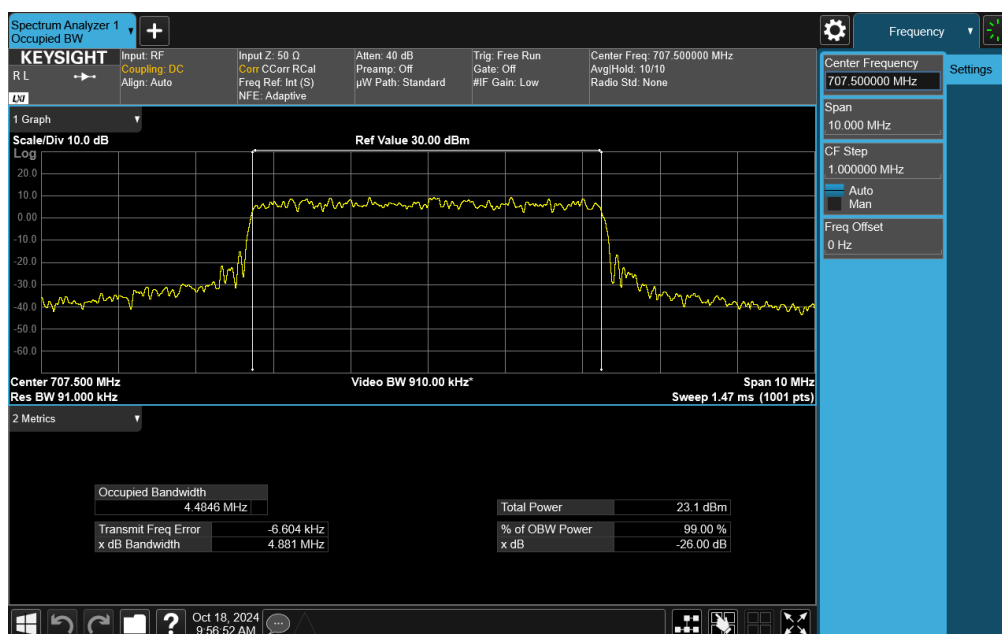 Spectrum Analyzer 1
Occupied BW
Frequency
KEYSIGHT
R L
LXI
Input: RF
Coupling: DC
Align: Auto
Input Z: 50 Ω
Corr CCorr RCal
Freq Ref: Int (S)
NFE: Adaptive
Atten: 40 dB
Preamp: Off
µW Path: Standard
Trig: Free Run
Gate: Off
#IF Gain: Low
Center Freq: 707.500000 MHz
Avg|Hold: 10/10
Radio Std: None
Center Frequency
707.500000 MHz
Settings
Span
10.000 MHz
CF Step
1.000000 MHz
Auto
Man
Freq Offset
0 Hz
1 Graph
Scale/Div 10.0 dB
Ref Value 30.00 dBm
Log
20.0
10.0
0.00
-10.0
-20.0
-30.0
-40.0
-50.0
-60.0
Center 707.500 MHz
Video BW 910.00 kHz*
Span 10 MHz
Res BW 91.000 kHz
Sweep 1.47 ms (1001 pts)
2 Metrics
Occupied Bandwidth
4.4846 MHz
Total Power 23.1 dBm
Transmit Freq Error -6.604 kHz
% of OBW Power 99.00 %
x dB Bandwidth 4.881 MHz
x dB -26.00 dB
?
Oct 18, 2024
9:56:52 AM